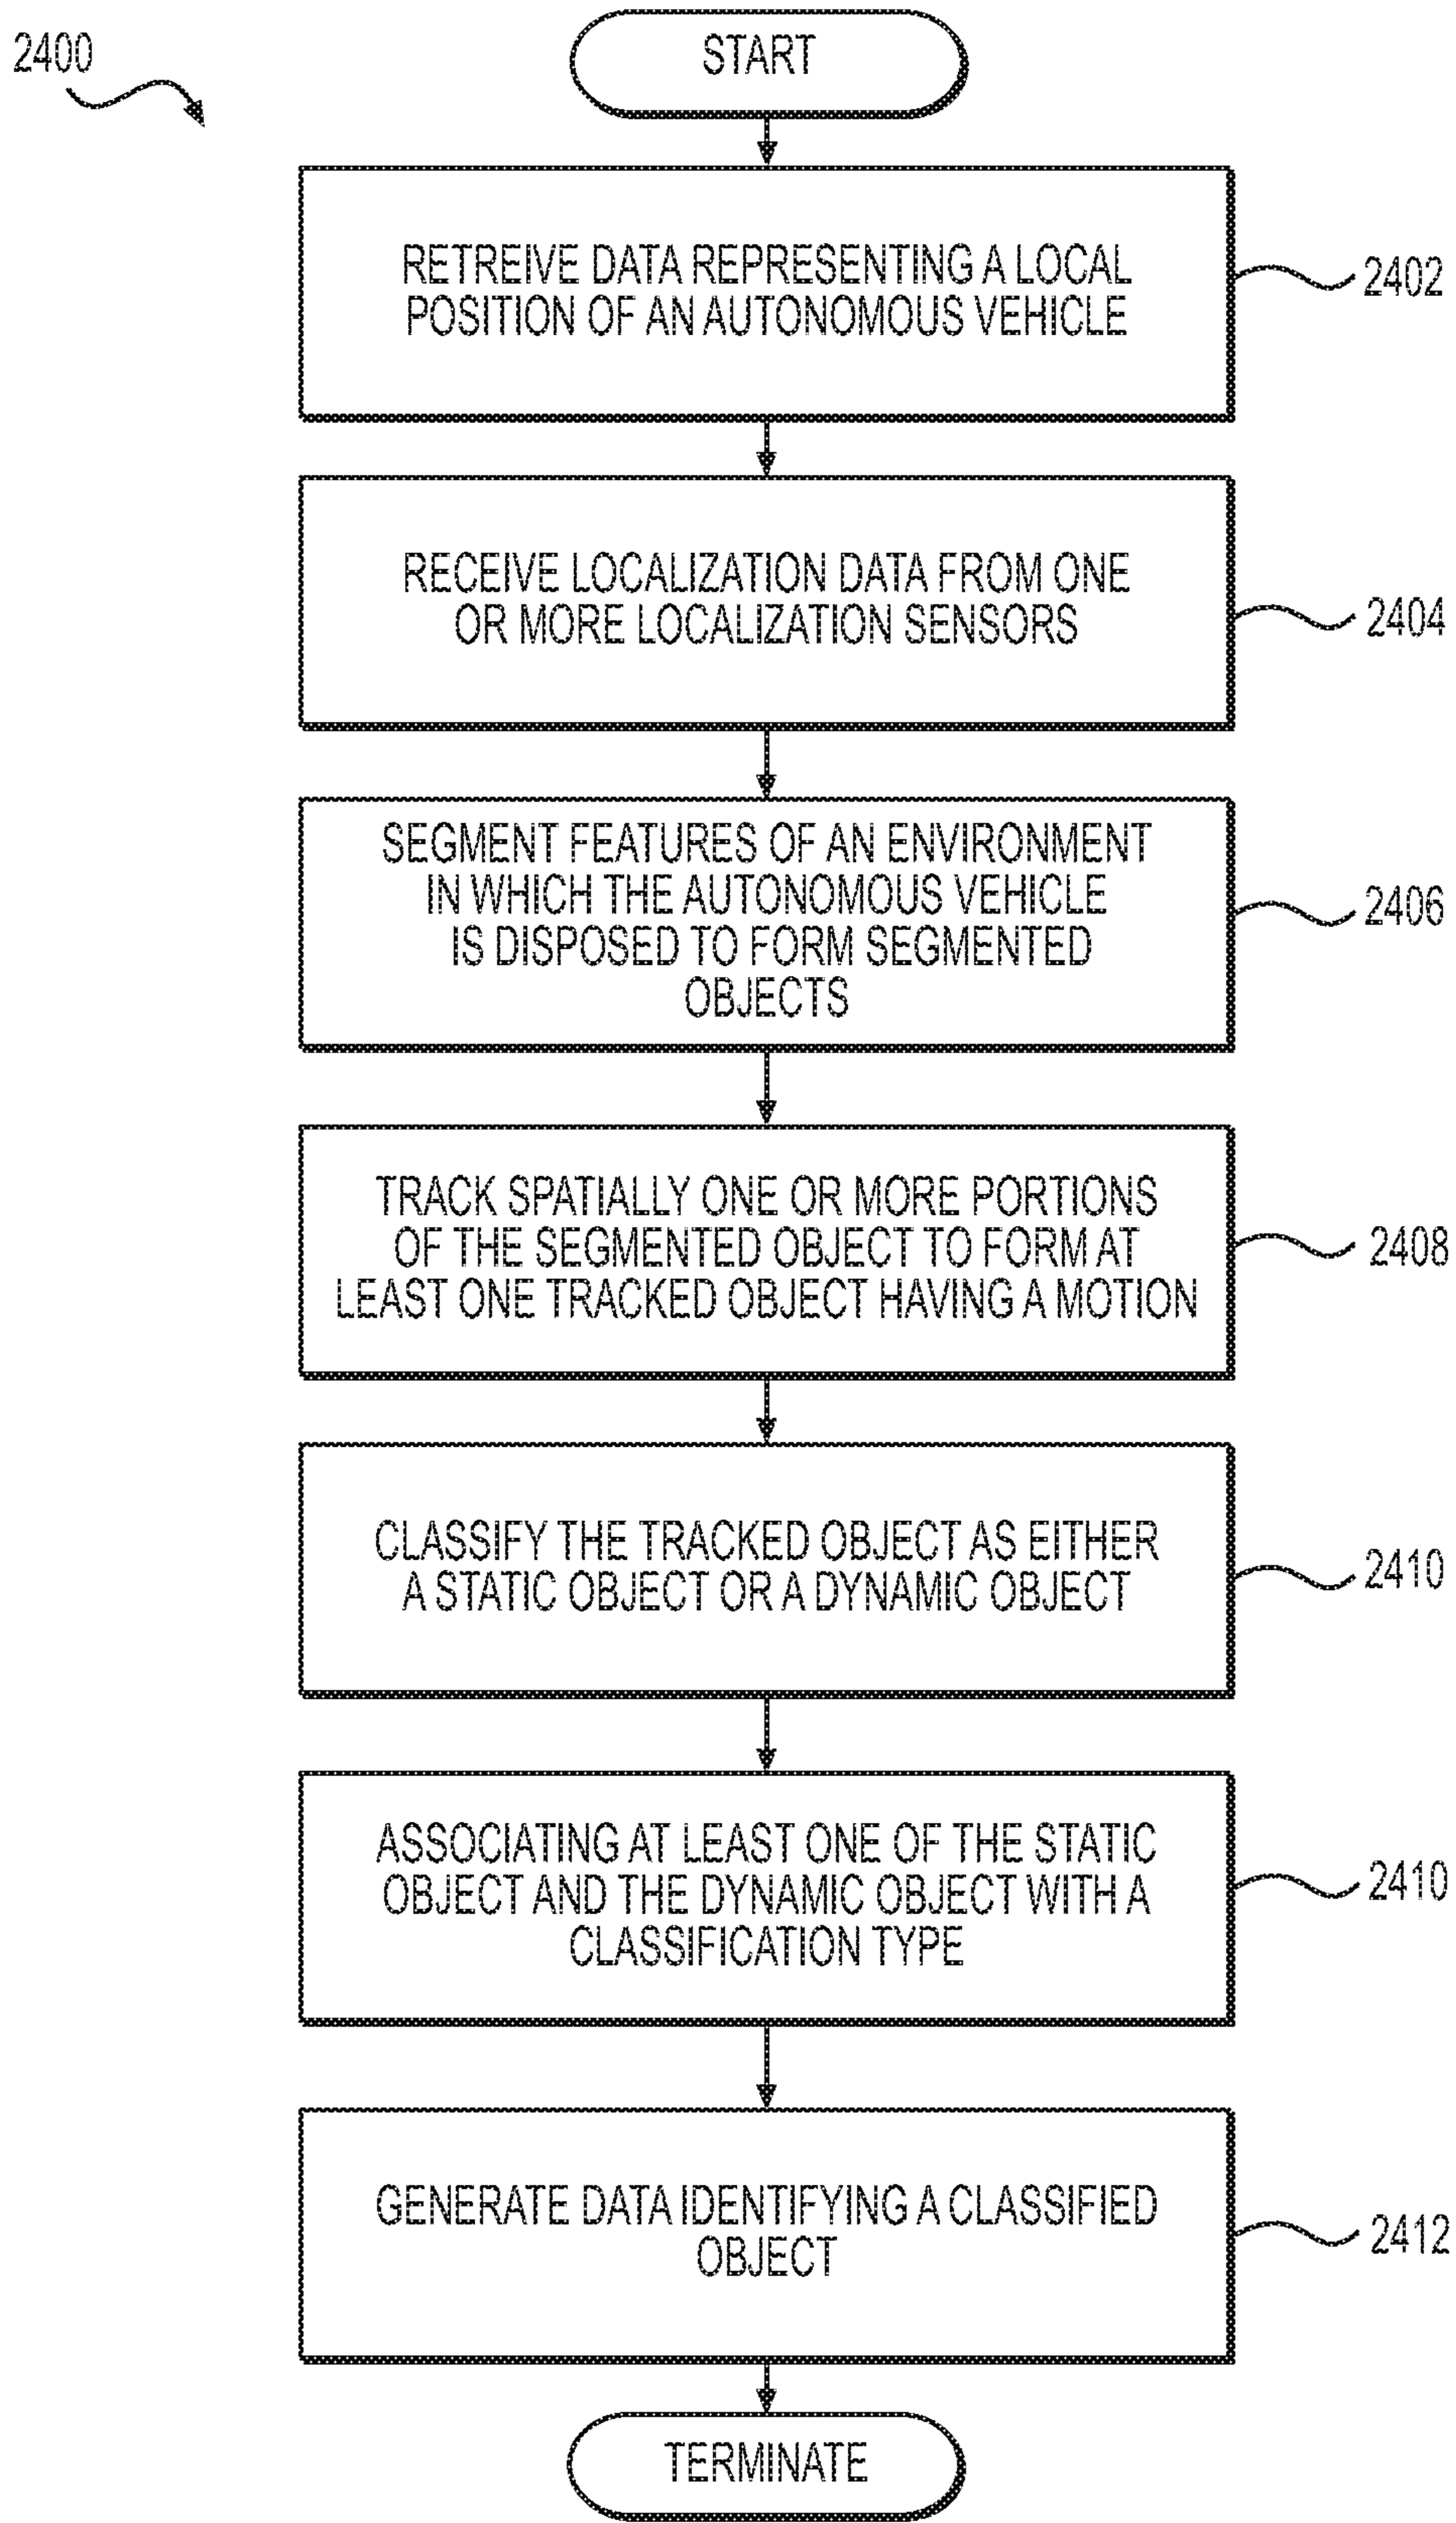 2400
START
RETREIVE DATA REPRESENTING A LOCAL
POSITION OF AN AUTONOMOUS VEHICLE
2402
RECEIVE LOCALIZATION DATA FROM ONE
OR MORE LOCALIZATION SENSORS
2404
SEGMENT FEATURES OF AN ENVIRONMENT
IN WHICH THE AUTONOMOUS VEHICLE
IS DISPOSED TO FORM SEGMENTED
OBJECTS
2406
TRACK SPATIALLY ONE OR MORE PORTIONS
OF THE SEGMENTED OBJECT TO FORM AT
LEAST ONE TRACKED OBJECT HAVING A MOTION
2408
CLASSIFY THE TRACKED OBJECT AS EITHER
A STATIC OBJECT OR A DYNAMIC OBJECT
2410
ASSOCIATING AT LEAST ONE OF THE STATIC
OBJECT AND THE DYNAMIC OBJECT WITH A
CLASSIFICATION TYPE
2410
GENERATE DATA IDENTIFYING A CLASSIFIED
OBJECT
2412
TERMINATE